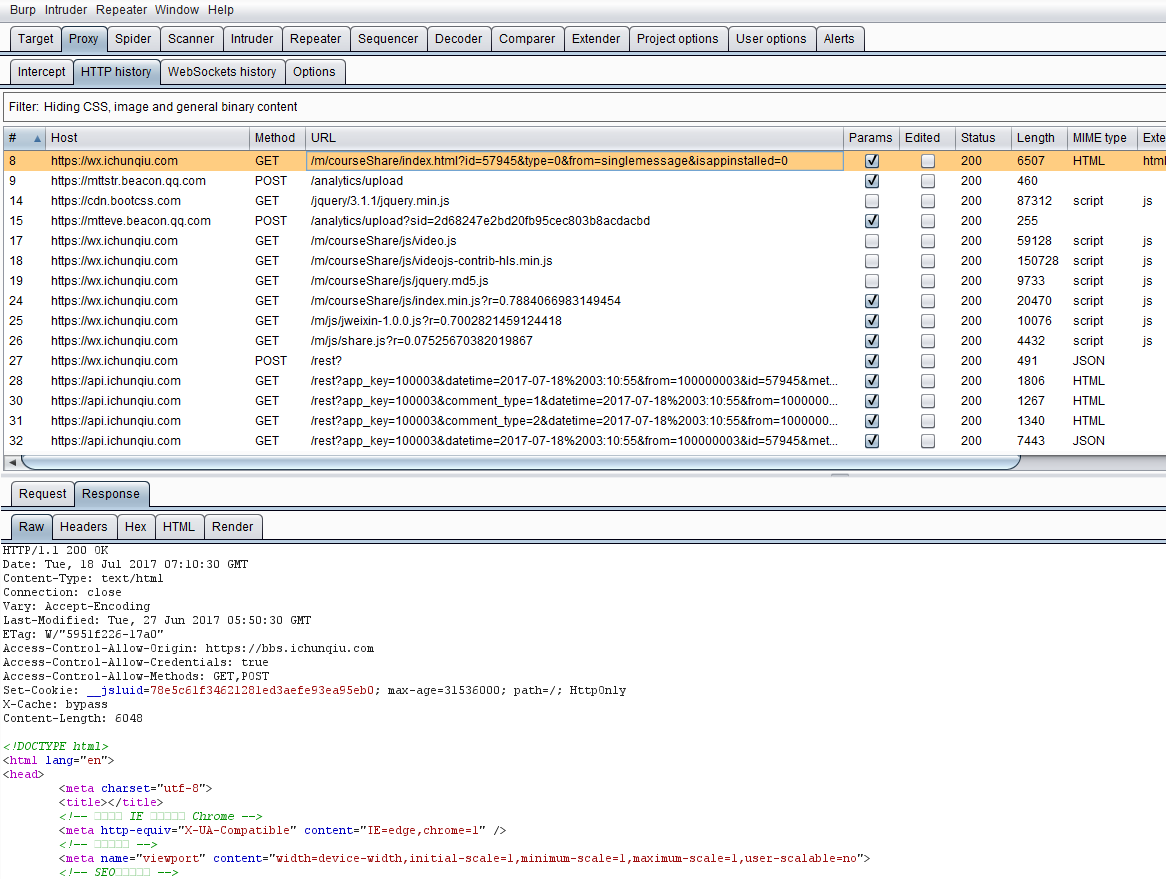 Burp Intruder Repeater Window Help
Target Proxy Spider Scanner Intruder Repeater Sequencer Decoder Comparer Extender Project options User options Alerts
Intercept HTTP history WebSockets history Options
Filter: Hiding CSS, image and general binary content
# Host Method URL Params Edited Status Length MIME type Exte
8 https://wx.ichunqiu.com GET /m/courseShare/index.html?id=57945&type=0&from=singlemessage&isappinstalled=0 200 6507 HTML html
9 https://mttstr.beacon.qq.com POST /analytics/upload 200 460
14 https://cdn.bootcss.com GET /jquery/3.1.1/jquery.min.js 200 87312 script js
15 https://mtteve.beacon.qq.com POST /analytics/upload?sid=2d68247e2bd20fb95cec803b8acdacbd 200 255
17 https://wx.ichunqiu.com GET /m/courseShare/js/video.js 200 59128 script js
18 https://wx.ichunqiu.com GET /m/courseShare/js/videojs-contrib-hls.min.js 200 150728 script js
19 https://wx.ichunqiu.com GET /m/courseShare/js/jquery.md5.js 200 9733 script js
24 https://wx.ichunqiu.com GET /m/courseShare/js/index.min.js?r=0.7884066983149454 200 20470 script js
25 https://wx.ichunqiu.com GET /m/js/jweixin-1.0.0.js?r=0.7002821459124418 200 10076 script js
26 https://wx.ichunqiu.com GET /m/js/share.js?r=0.07525670382019867 200 4432 script js
27 https://wx.ichunqiu.com POST /rest? 200 491 JSON
28 https://api.ichunqiu.com GET /rest?app_key=100003&datetime=2017-07-18%2003:10:55&from=100000003&id=57945&met... 200 1806 HTML
30 https://api.ichunqiu.com GET /rest?app_key=100003&comment_type=1&datetime=2017-07-18%2003:10:55&from=1000000... 200 1267 HTML
31 https://api.ichunqiu.com GET /rest?app_key=100003&comment_type=2&datetime=2017-07-18%2003:10:55&from=1000000... 200 1340 HTML
32 https://api.ichunqiu.com GET /rest?app_key=100003&datetime=2017-07-18%2003:10:55&from=100000003&id=57945&met... 200 7443 JSON
Request Response
Raw Headers Hex HTML Render
HTTP/1.1 200 OK
Date: Tue, 18 Jul 2017 07:10:30 GMT
Content-Type: text/html
Connection: close
Vary: Accept-Encoding
Last-Modified: Tue, 27 Jun 2017 05:50:30 GMT
ETag: W/"5951f226-17a0"
Access-Control-Allow-Origin: https://bbs.ichunqiu.com
Access-Control-Allow-Credentials: true
Access-Control-Allow-Methods: GET,POST
Set-Cookie: __jsluid=78e5c61f34621281ed3aefe93ea95eb0; max-age=31536000; path=/; HttpOnly
X-Cache: bypass
Content-Length: 6048
<!DOCTYPE html>
<html lang="en">
<head>
<meta charset="utf-8">
<title></title>
<!-- □□□□ IE □□□□□ Chrome -->
<meta http-equiv="X-UA-Compatible" content="IE=edge,chrome=1" />
<!-- □□□□□ -->
<meta name="viewport" content="width=device-width,initial-scale=1,minimum-scale=1,maximum-scale=1,user-scalable=no">
<!-- SEO□□□□□ -->